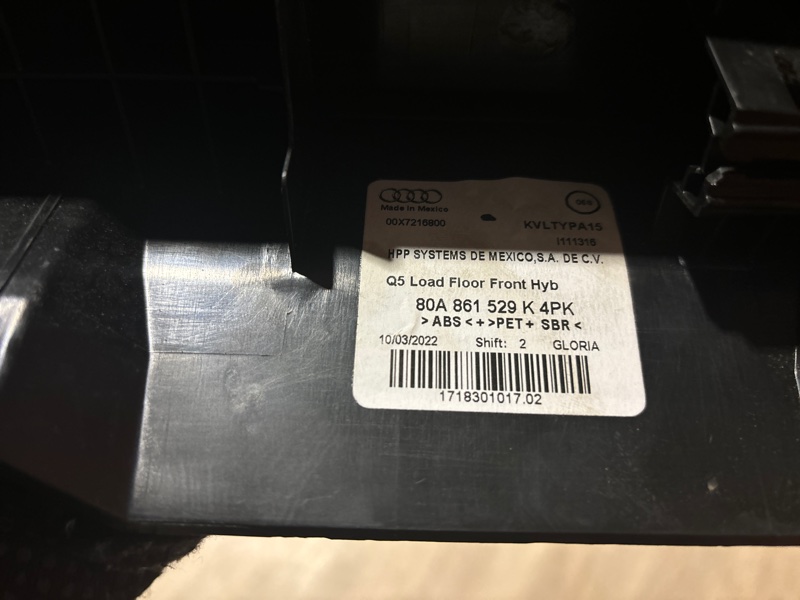 Made in Mexico
00X7216800
KVLTYPA15
I111316
HPP SYSTEMS DE MEXICO,S.A. DE C.V.
Q5 Load Floor Front Hyb
80A 861 529 K 4PK
>ABS<+>PET+ SBR<
10/03/2022 Shift: 2 GLORIA
1718301017.02